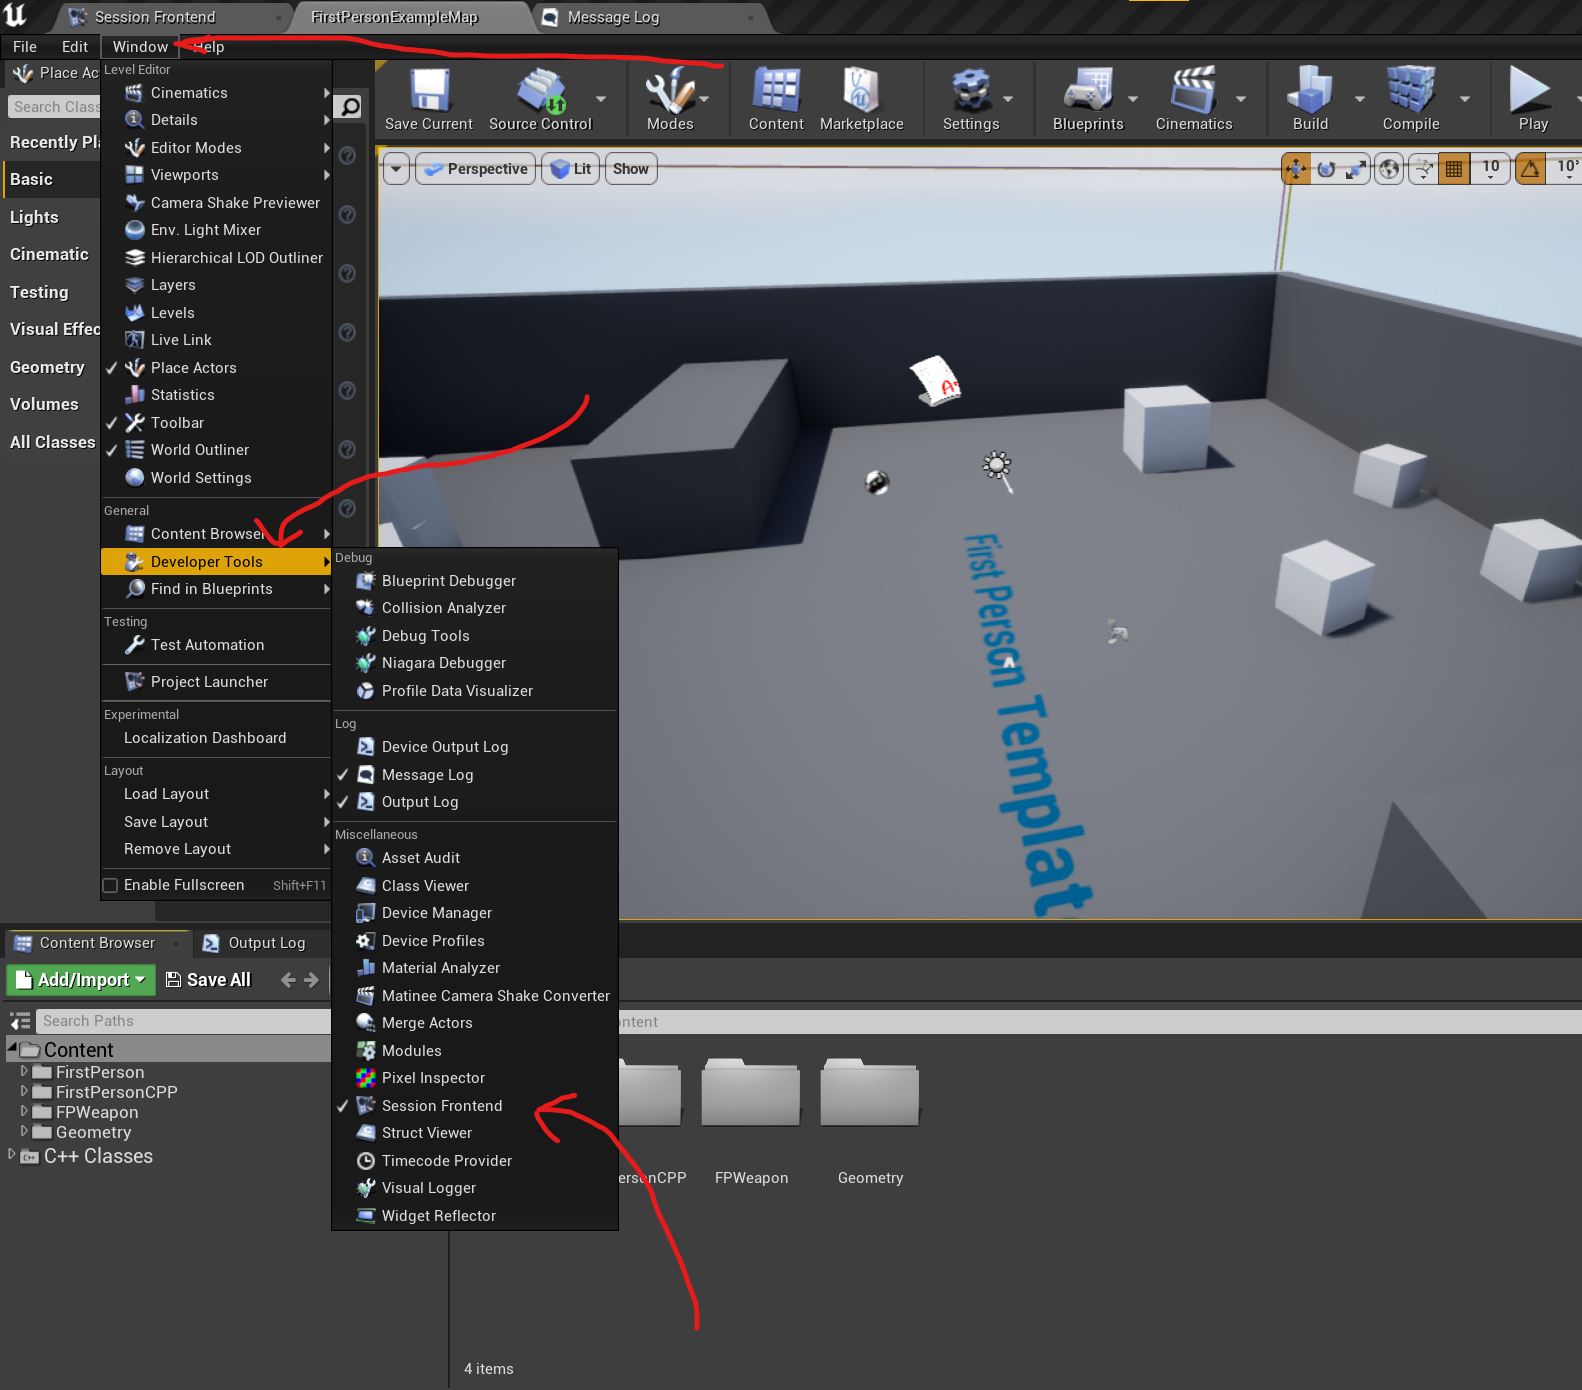 Session Frontend
FirstPersonExampleMap
Message Log
File
Edit
Window
Help
Place Ac
Search Clas
Recently Pl
Basic
Lights
Cinematic
Testing
Visual Effec
Geometry
Volumes
All Classes
Level Editor
Cinematics
Details
Editor Modes
Viewports
Camera Shake Previewer
Env. Light Mixer
Hierarchical LOD Outliner
Layers
Levels
Live Link
Place Actors
Statistics
Toolbar
World Outliner
World Settings
General
Content Browser
Developer Tools
Find in Blueprints
Testing
Test Automation
Project Launcher
Experimental
Localization Dashboard
Layout
Load Layout
Save Layout
Remove Layout
Enable Fullscreen Shift+F11
Debug
Blueprint Debugger
Collision Analyzer
Debug Tools
Niagara Debugger
Profile Data Visualizer
Log
Device Output Log
Message Log
Output Log
Miscellaneous
Asset Audit
Class Viewer
Device Manager
Device Profiles
Material Analyzer
Matinee Camera Shake Converter
Merge Actors
Modules
Pixel Inspector
Session Frontend
Struct Viewer
Timecode Provider
Visual Logger
Widget Reflector
Save Current
Source Control
Modes
Content
Marketplace
Settings
Blueprints
Cinematics
Build
Compile
Play
Perspective
Lit
Show
10
10°
A+
First Person Template
Content Browser
Output Log
Add/Import
Save All
Search Paths
ontent
Content
FirstPerson
FirstPersonCPP
FPWeapon
Geometry
C++ Classes
ersonCPP
FPWeapon
Geometry
4 items